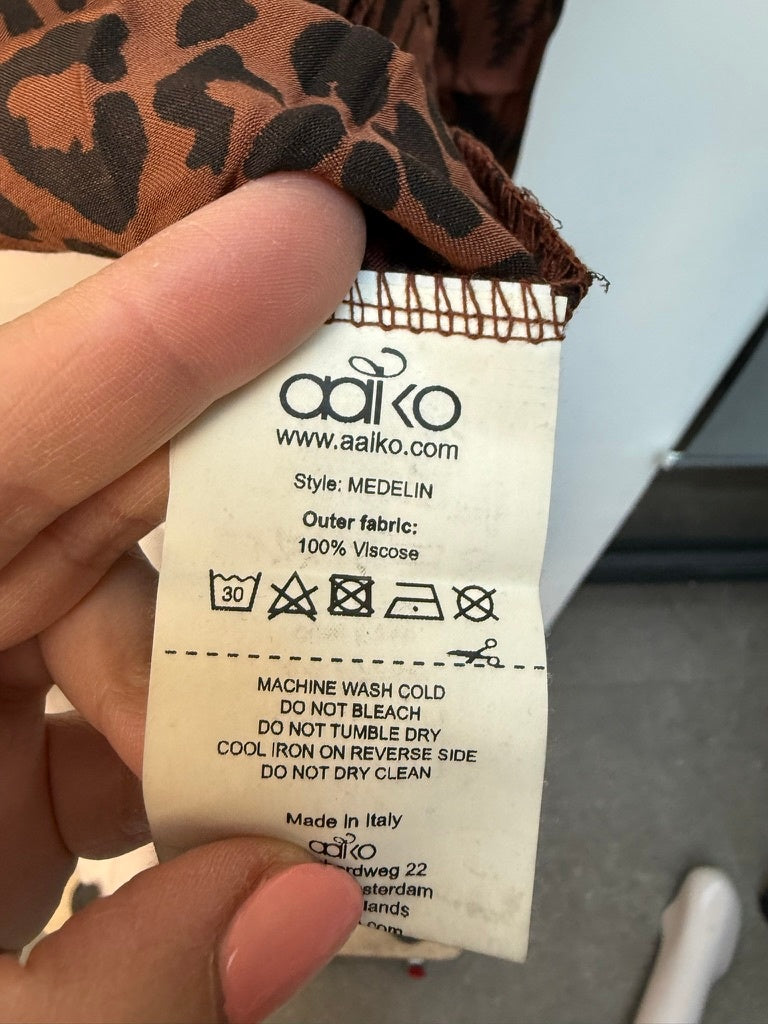 aaiko
www.aaiko.com
Style: MEDELIN
Outer fabric:
100% Viscose
30
MACHINE WASH COLD
DO NOT BLEACH
DO NOT TUMBLE DRY
COOL IRON ON REVERSE SIDE
DO NOT DRY CLEAN
Made in Italy
aaiko
22